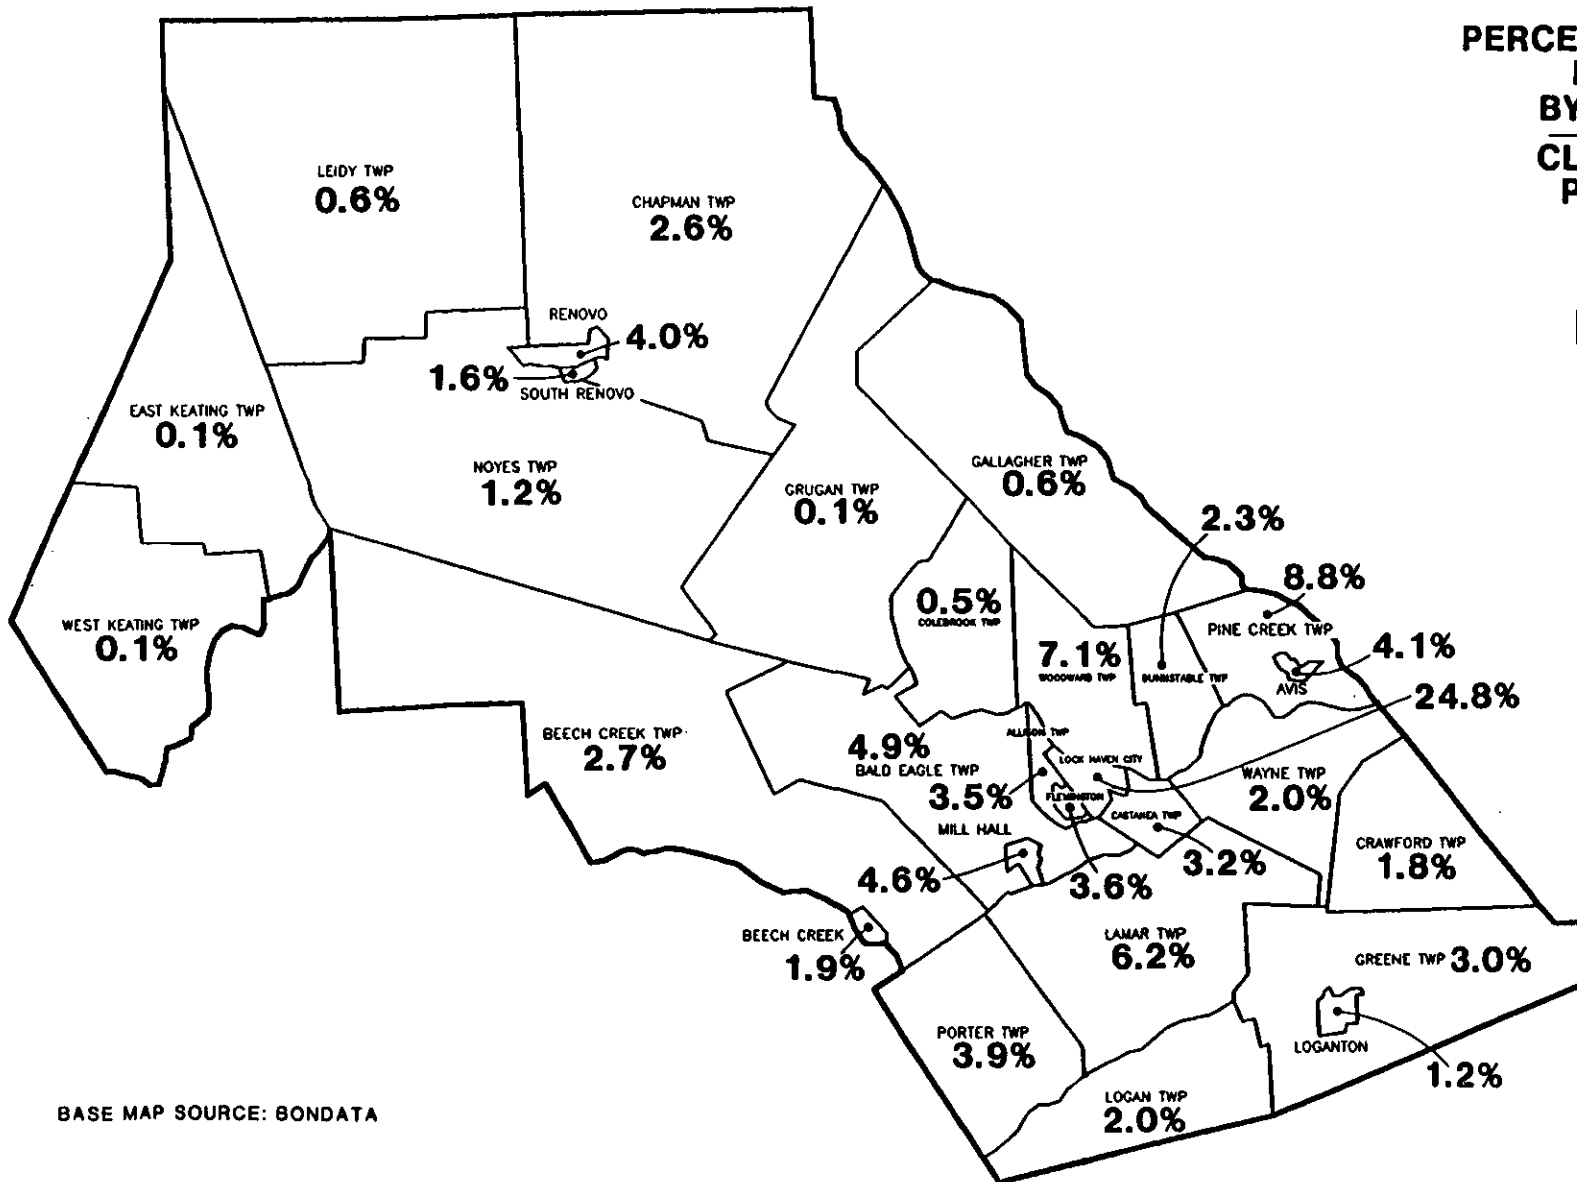 PERCE
BY
CL
P
LEIDY TWP
0.6%
CHAPMAN TWP
2.6%
RENOVO
4.0%
1.6%
SOUTH RENOVO
EAST KEATING TWP
0.1%
NOYES TWP
1.2%
GRUGAN TWP
0.1%
GALLAGHER TWP
0.6%
2.3%
8.8%
PINE CREEK TWP
0.5%
COLEBROOK TWP
WEST KEATING TWP
0.1%
7.1%
WOODWARD TWP
DUNNSTABLE TWP
4.1%
AVIS
24.8%
BEECH CREEK TWP
2.7%
4.9%
BALD EAGLE TWP
ALLISON TWP
LOCK HAVEN CITY
3.5%
FLEMINGTON
WAYNE TWP
2.0%
MILL HALL
CASTANEA TWP
4.6%
3.6%
3.2%
CRAWFORD TWP
1.8%
BEECH CREEK
1.9%
LAMAR TWP
6.2%
GREENE TWP 3.0%
PORTER TWP
3.9%
LOGANTON
1.2%
LOGAN TWP
2.0%
BASE MAP SOURCE: BONDATA